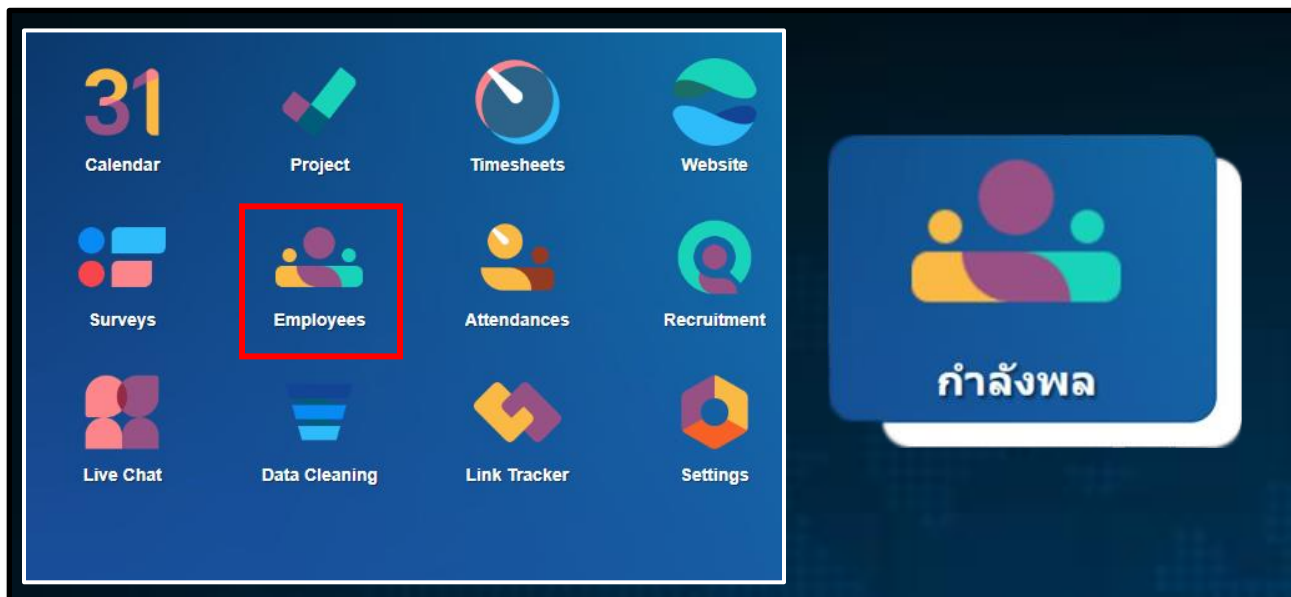 31
Calendar
Project
Timesheets
Website
Surveys
Employees
Attendances
Recruitment
Live Chat
Data Cleaning
Link Tracker
Settings
กำลังพล